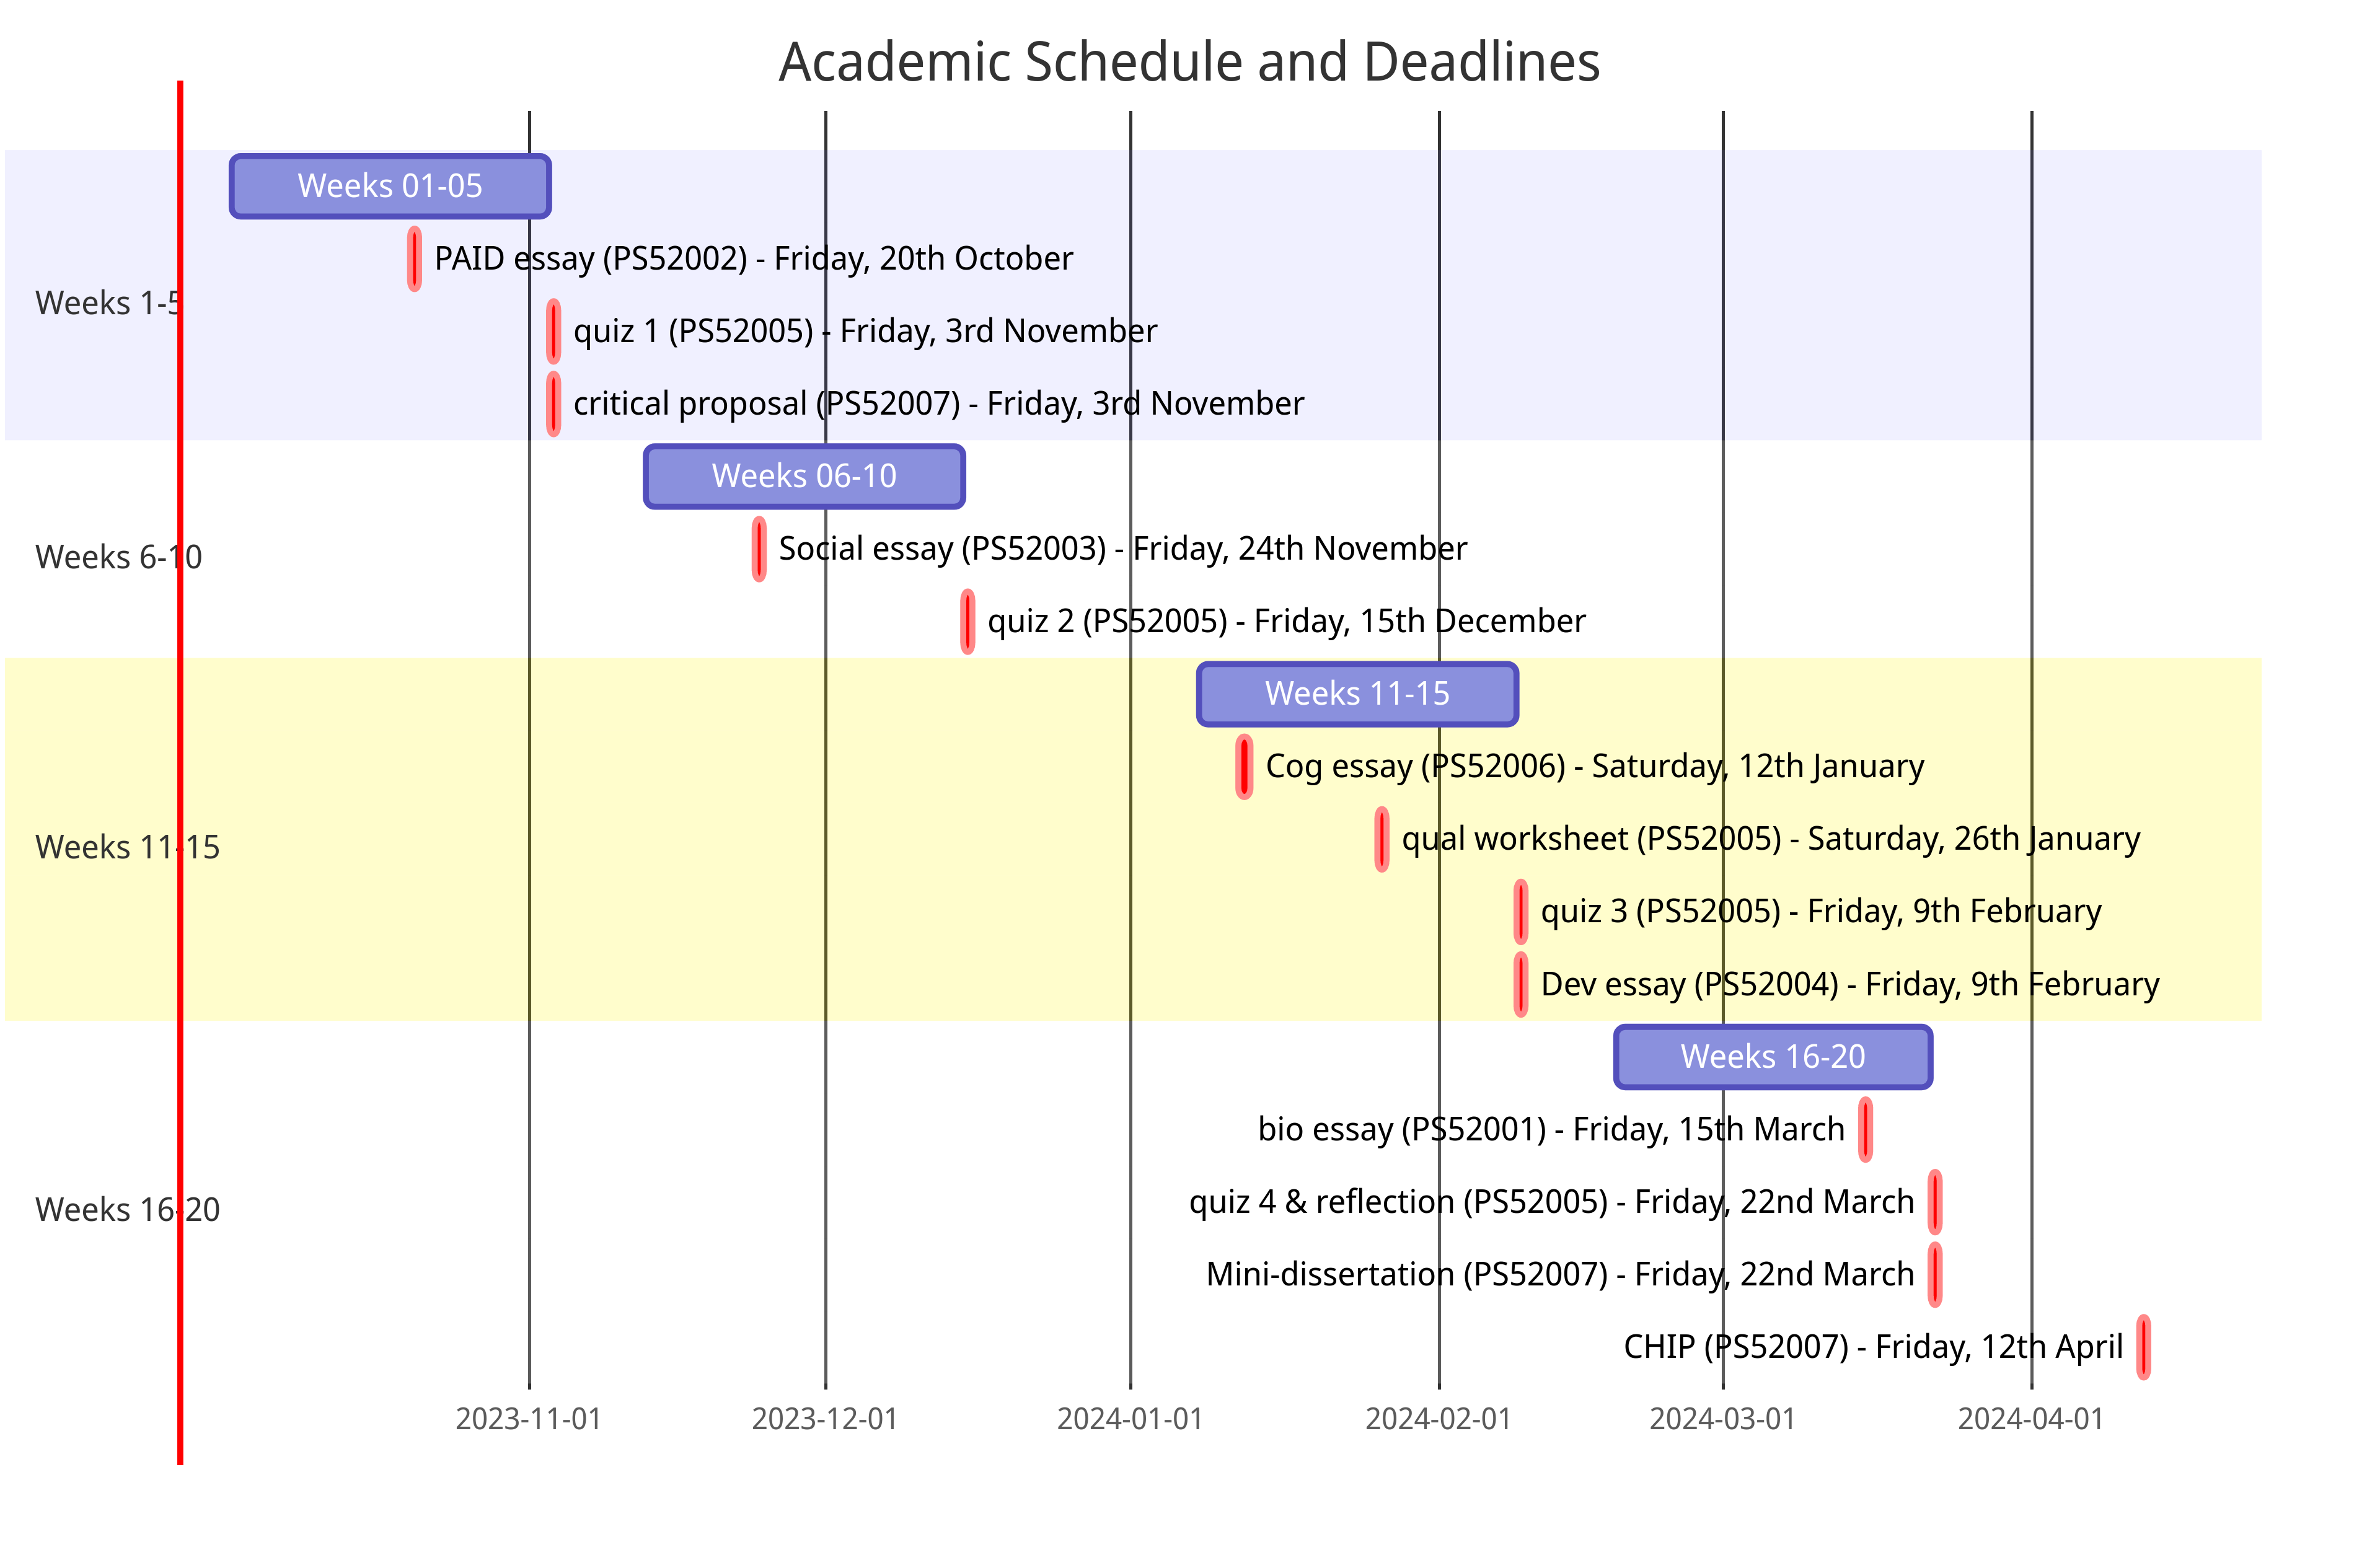 Academic Schedule and Deadlines
Weeks 1-5
Weeks 01-05
PAID essay (PS52002) - Friday, 20th October
quiz 1 (PS52005) - Friday, 3rd November
critical proposal (PS52007) - Friday, 3rd November
Weeks 6-10
Weeks 06-10
Social essay (PS52003) - Friday, 24th November
quiz 2 (PS52005) - Friday, 15th December
Weeks 11-15
Weeks 11-15
Cog essay (PS52006) - Saturday, 12th January
qual worksheet (PS52005) - Saturday, 26th January
quiz 3 (PS52005) - Friday, 9th February
Dev essay (PS52004) - Friday, 9th February
Weeks 16-20
Weeks 16-20
bio essay (PS52001) - Friday, 15th March
quiz 4 & reflection (PS52005) - Friday, 22nd March
Mini-dissertation (PS52007) - Friday, 22nd March
CHIP (PS52007) - Friday, 12th April
2023-11-01 2023-12-01 2024-01-01 2024-02-01 2024-03-01 2024-04-01